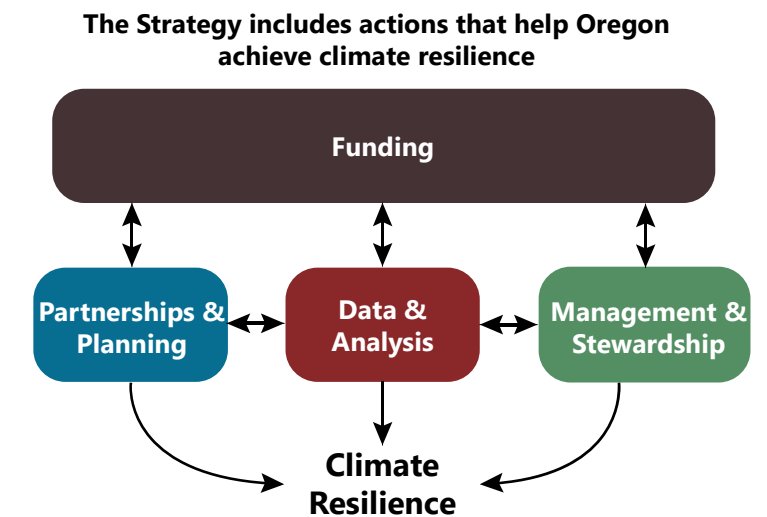 The Strategy includes actions that help Oregon
achieve climate resilience
Funding
Partnerships &
Planning
Data &
Analysis
Management &
Stewardship
Climate
Resilience